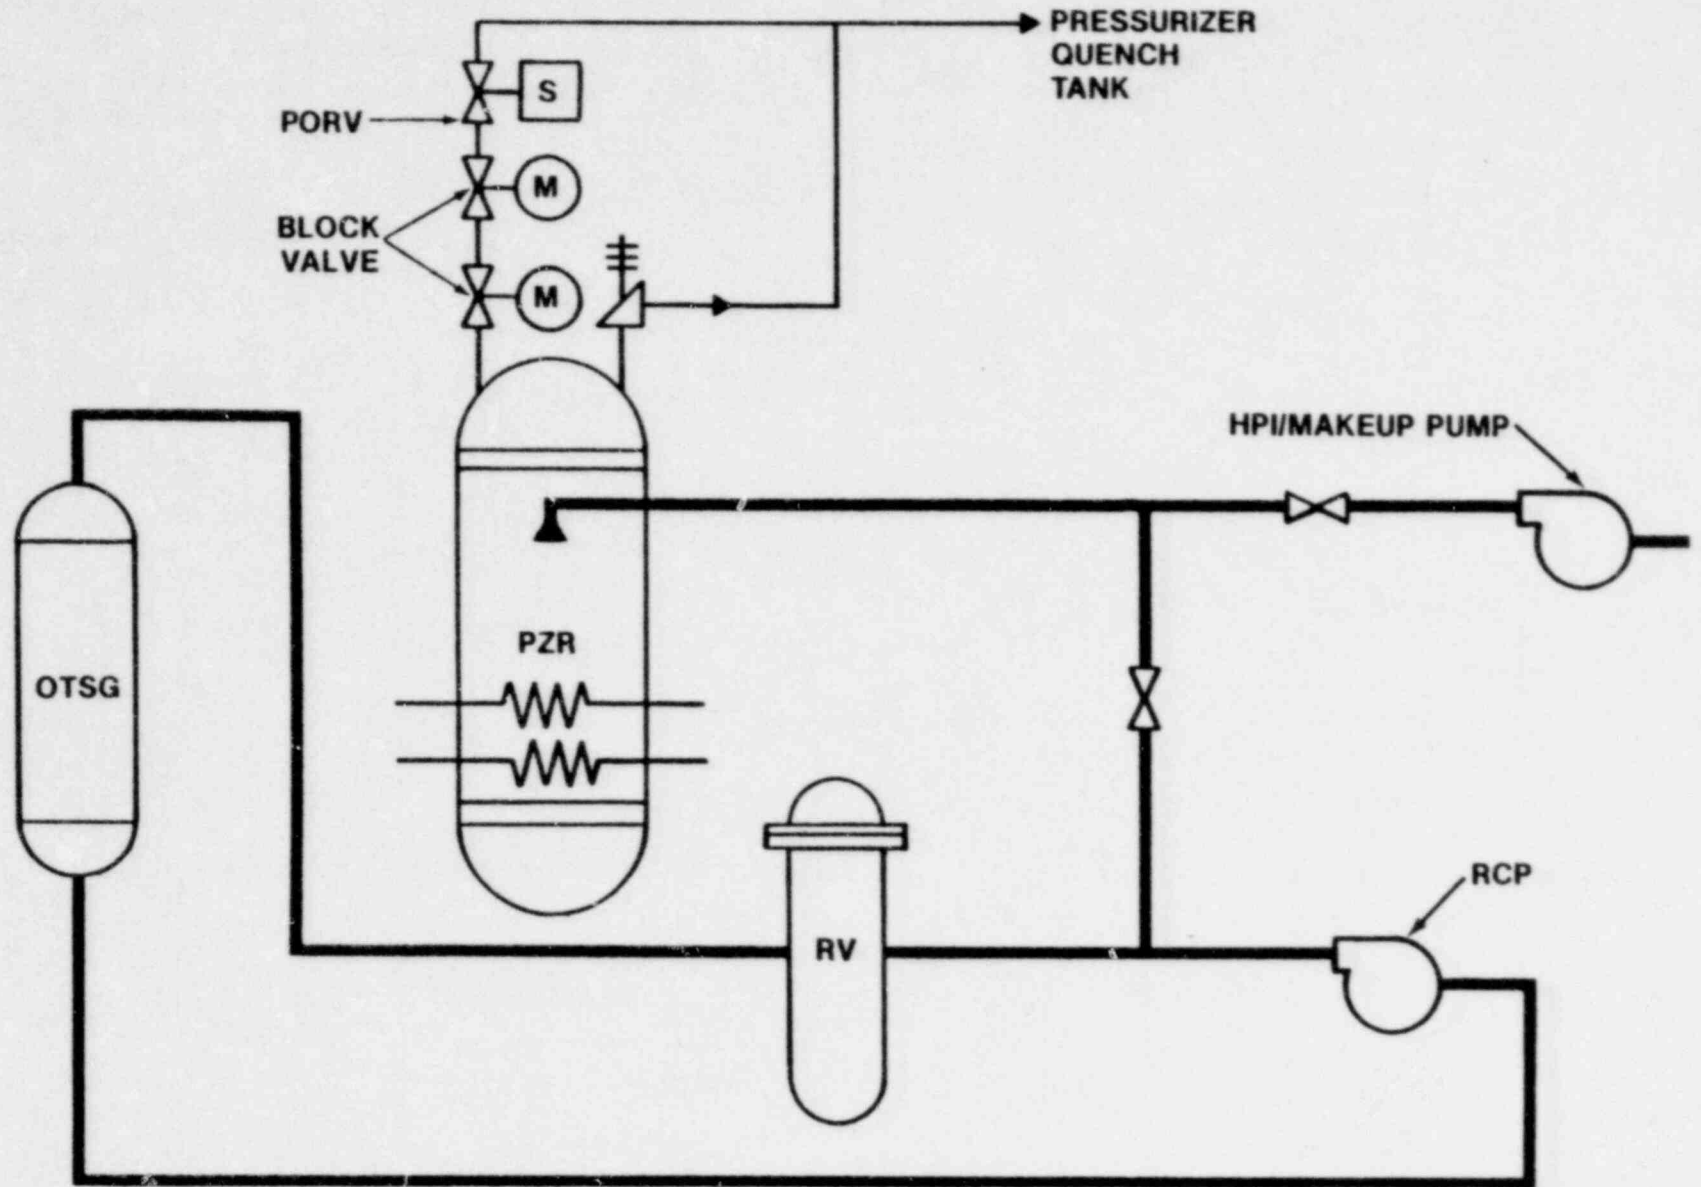 PRESSURIZER
QUENCH
TANK
S
PORV
M
BLOCK
VALVE
M
HPI/MAKEUP PUMP
PZR
OTSG
RCP
RV